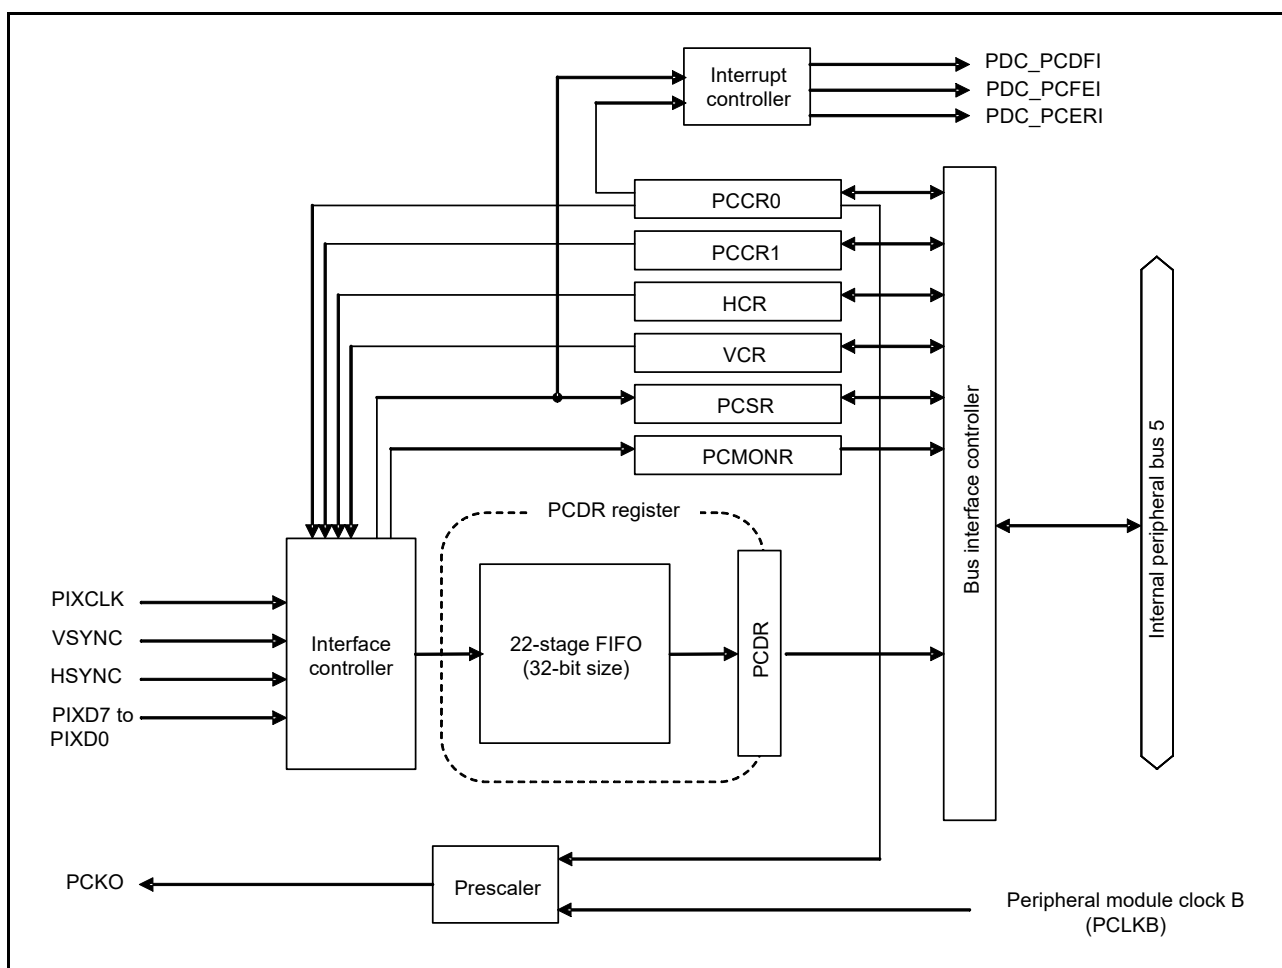 Interrupt
controller
PDC_PCDFI
PDC_PCFEI
PDC_PCERI
PCCR0
PCCR1
HCR
VCR
PCSR
PCMONR
Bus interface controller
Internal peripheral bus 5
PCDR register
PIXCLK
VSYNC
HSYNC
PIXD7 to
PIXD0
Interface
controller
22-stage FIFO
(32-bit size)
PCDR
PCKO
Prescaler
Peripheral module clock B
(PCLKB)